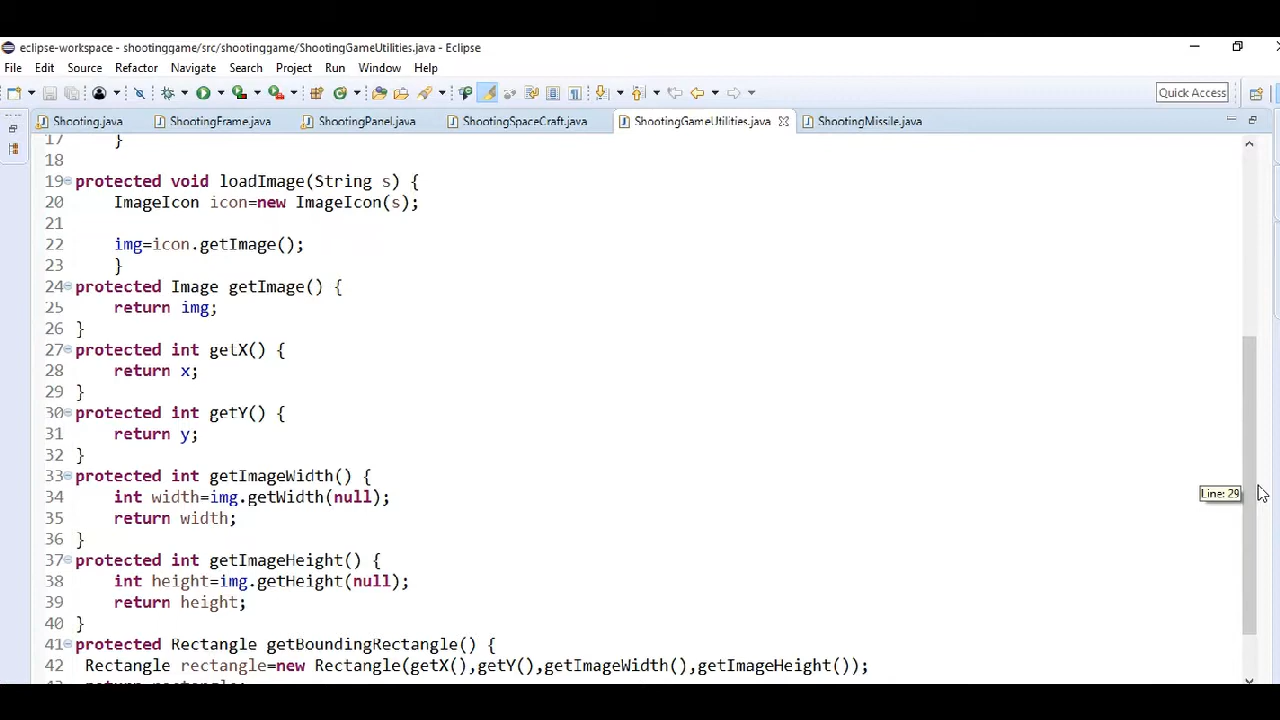 eclipse-workspace - shootinggame/src/shootinggame/ShootingGameUtilities.java - Eclipse
File Edit Source Refactor Navigate Search Project Run Window Help
Quick Access
Shooting.java ShootingFrame.java ShootingPanel.java ShootingSpaceCraft.java ShootingGameUtilities.java ShootingMissile.java
17 }
18
19 protected void loadImage(String s) {
20 ImageIcon icon=new ImageIcon(s);
21
22 img=icon.getImage();
23 }
24 protected Image getImage() {
25 return img;
26 }
27 protected int getX() {
28 return x;
29 }
30 protected int getY() {
31 return y;
32 }
33 protected int getImageWidth() {
34 int width=img.getWidth(null);
35 return width;
36 }
37 protected int getImageHeight() {
38 int height=img.getHeight(null);
39 return height;
40 }
41 protected Rectangle getBoundingRectangle() {
42 Rectangle rectangle=new Rectangle(getX(),getY(),getImageWidth(),getImageHeight());
Line: 29